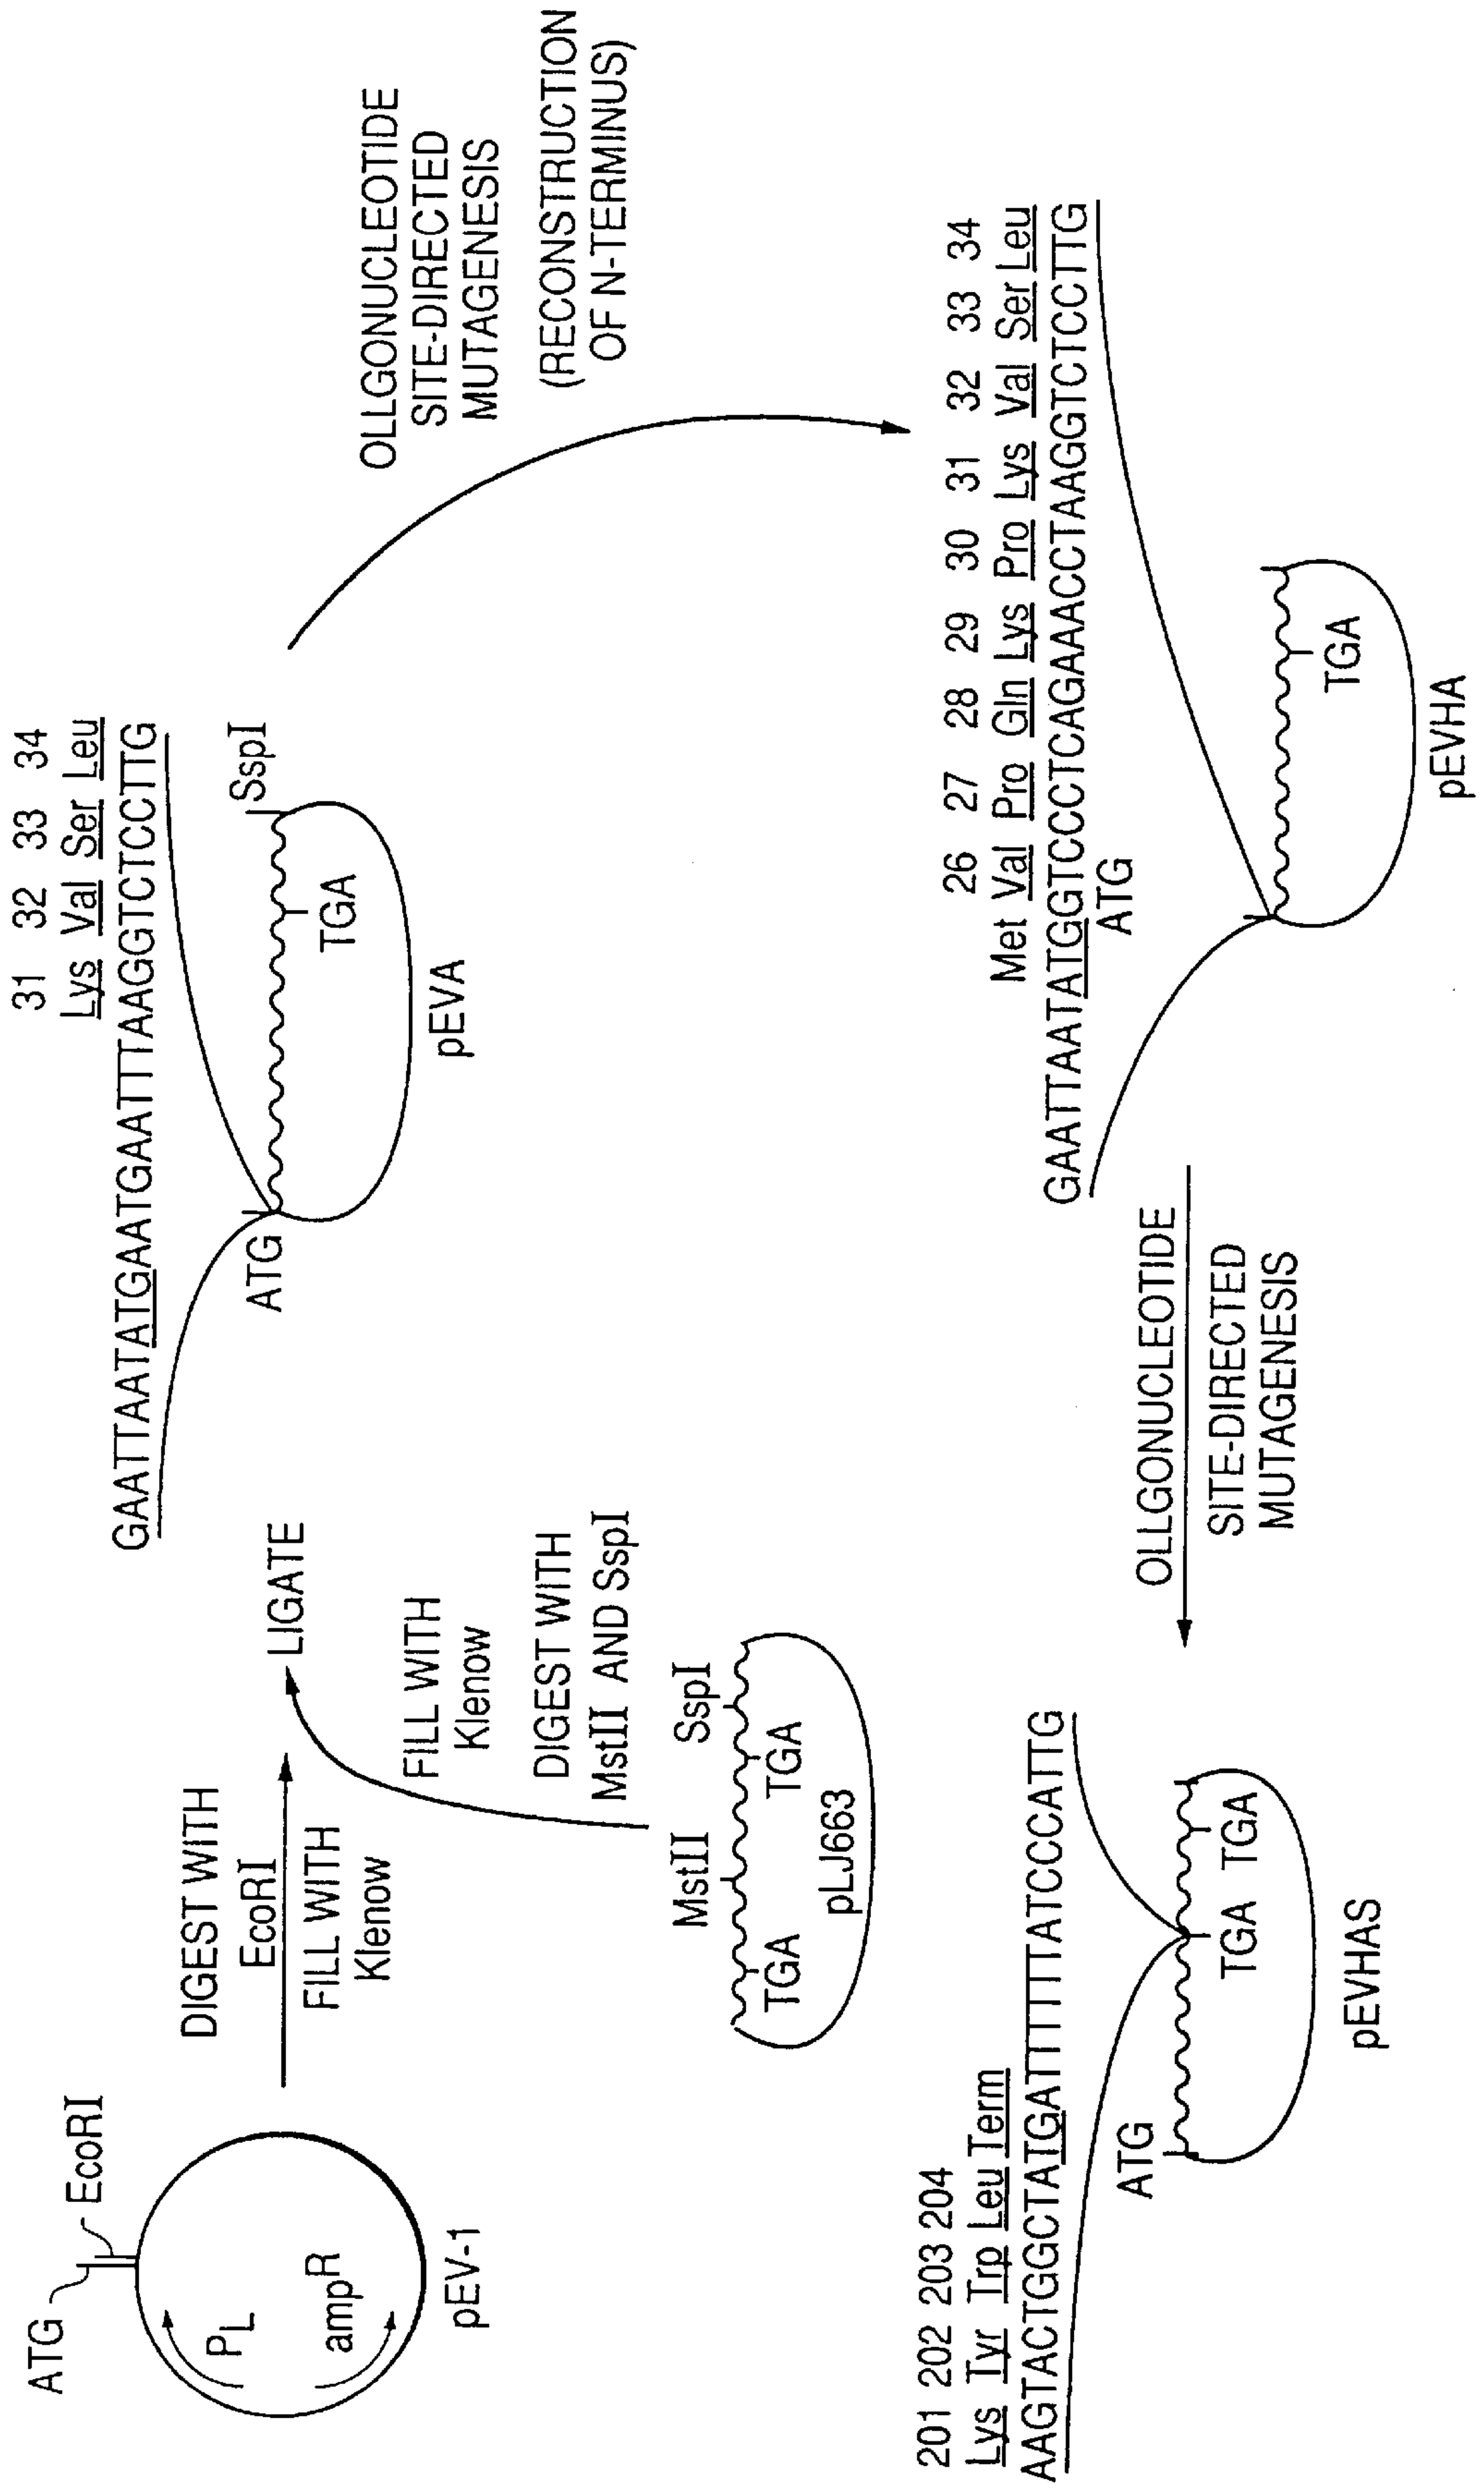 ATG
EcoRI
PL
ampR
pEV-1
DIGEST WITH
EcoRI
FILL WITH
Klenow
LIGATE
FILL WITH
Klenow
DIGEST WITH
MstII AND SspI
MstII SspI
TGA TGA
pLJ663
31 32 33 34
Lys Val Ser Leu
GAATTAATATGAATGAATTTAAGGTCTCCTTG
ATG
SspI
TGA
pEVA
OLLGONUCLEOTIDE
SITE-DIRECTED
MUTAGENESIS
(RECONSTRUCTION
OF N-TERMINUS)
26 27 28 29 30 31 32 33 34
Met Val Pro Gln Lys Pro Lys Val Ser Leu
GAATTAATATGGTCCCTCAGAAACCTAAGGTCTCCTTG
ATG
TGA
pEVHA
OLLGONUCLEOTIDE
SITE-DIRECTED
MUTAGENESIS
201 202 203 204
Lys Tyr Trp Leu Term
AAGTACTGGCTATGATTTTTTATCCCATTG
ATG
TGA TGA
pEVHAS